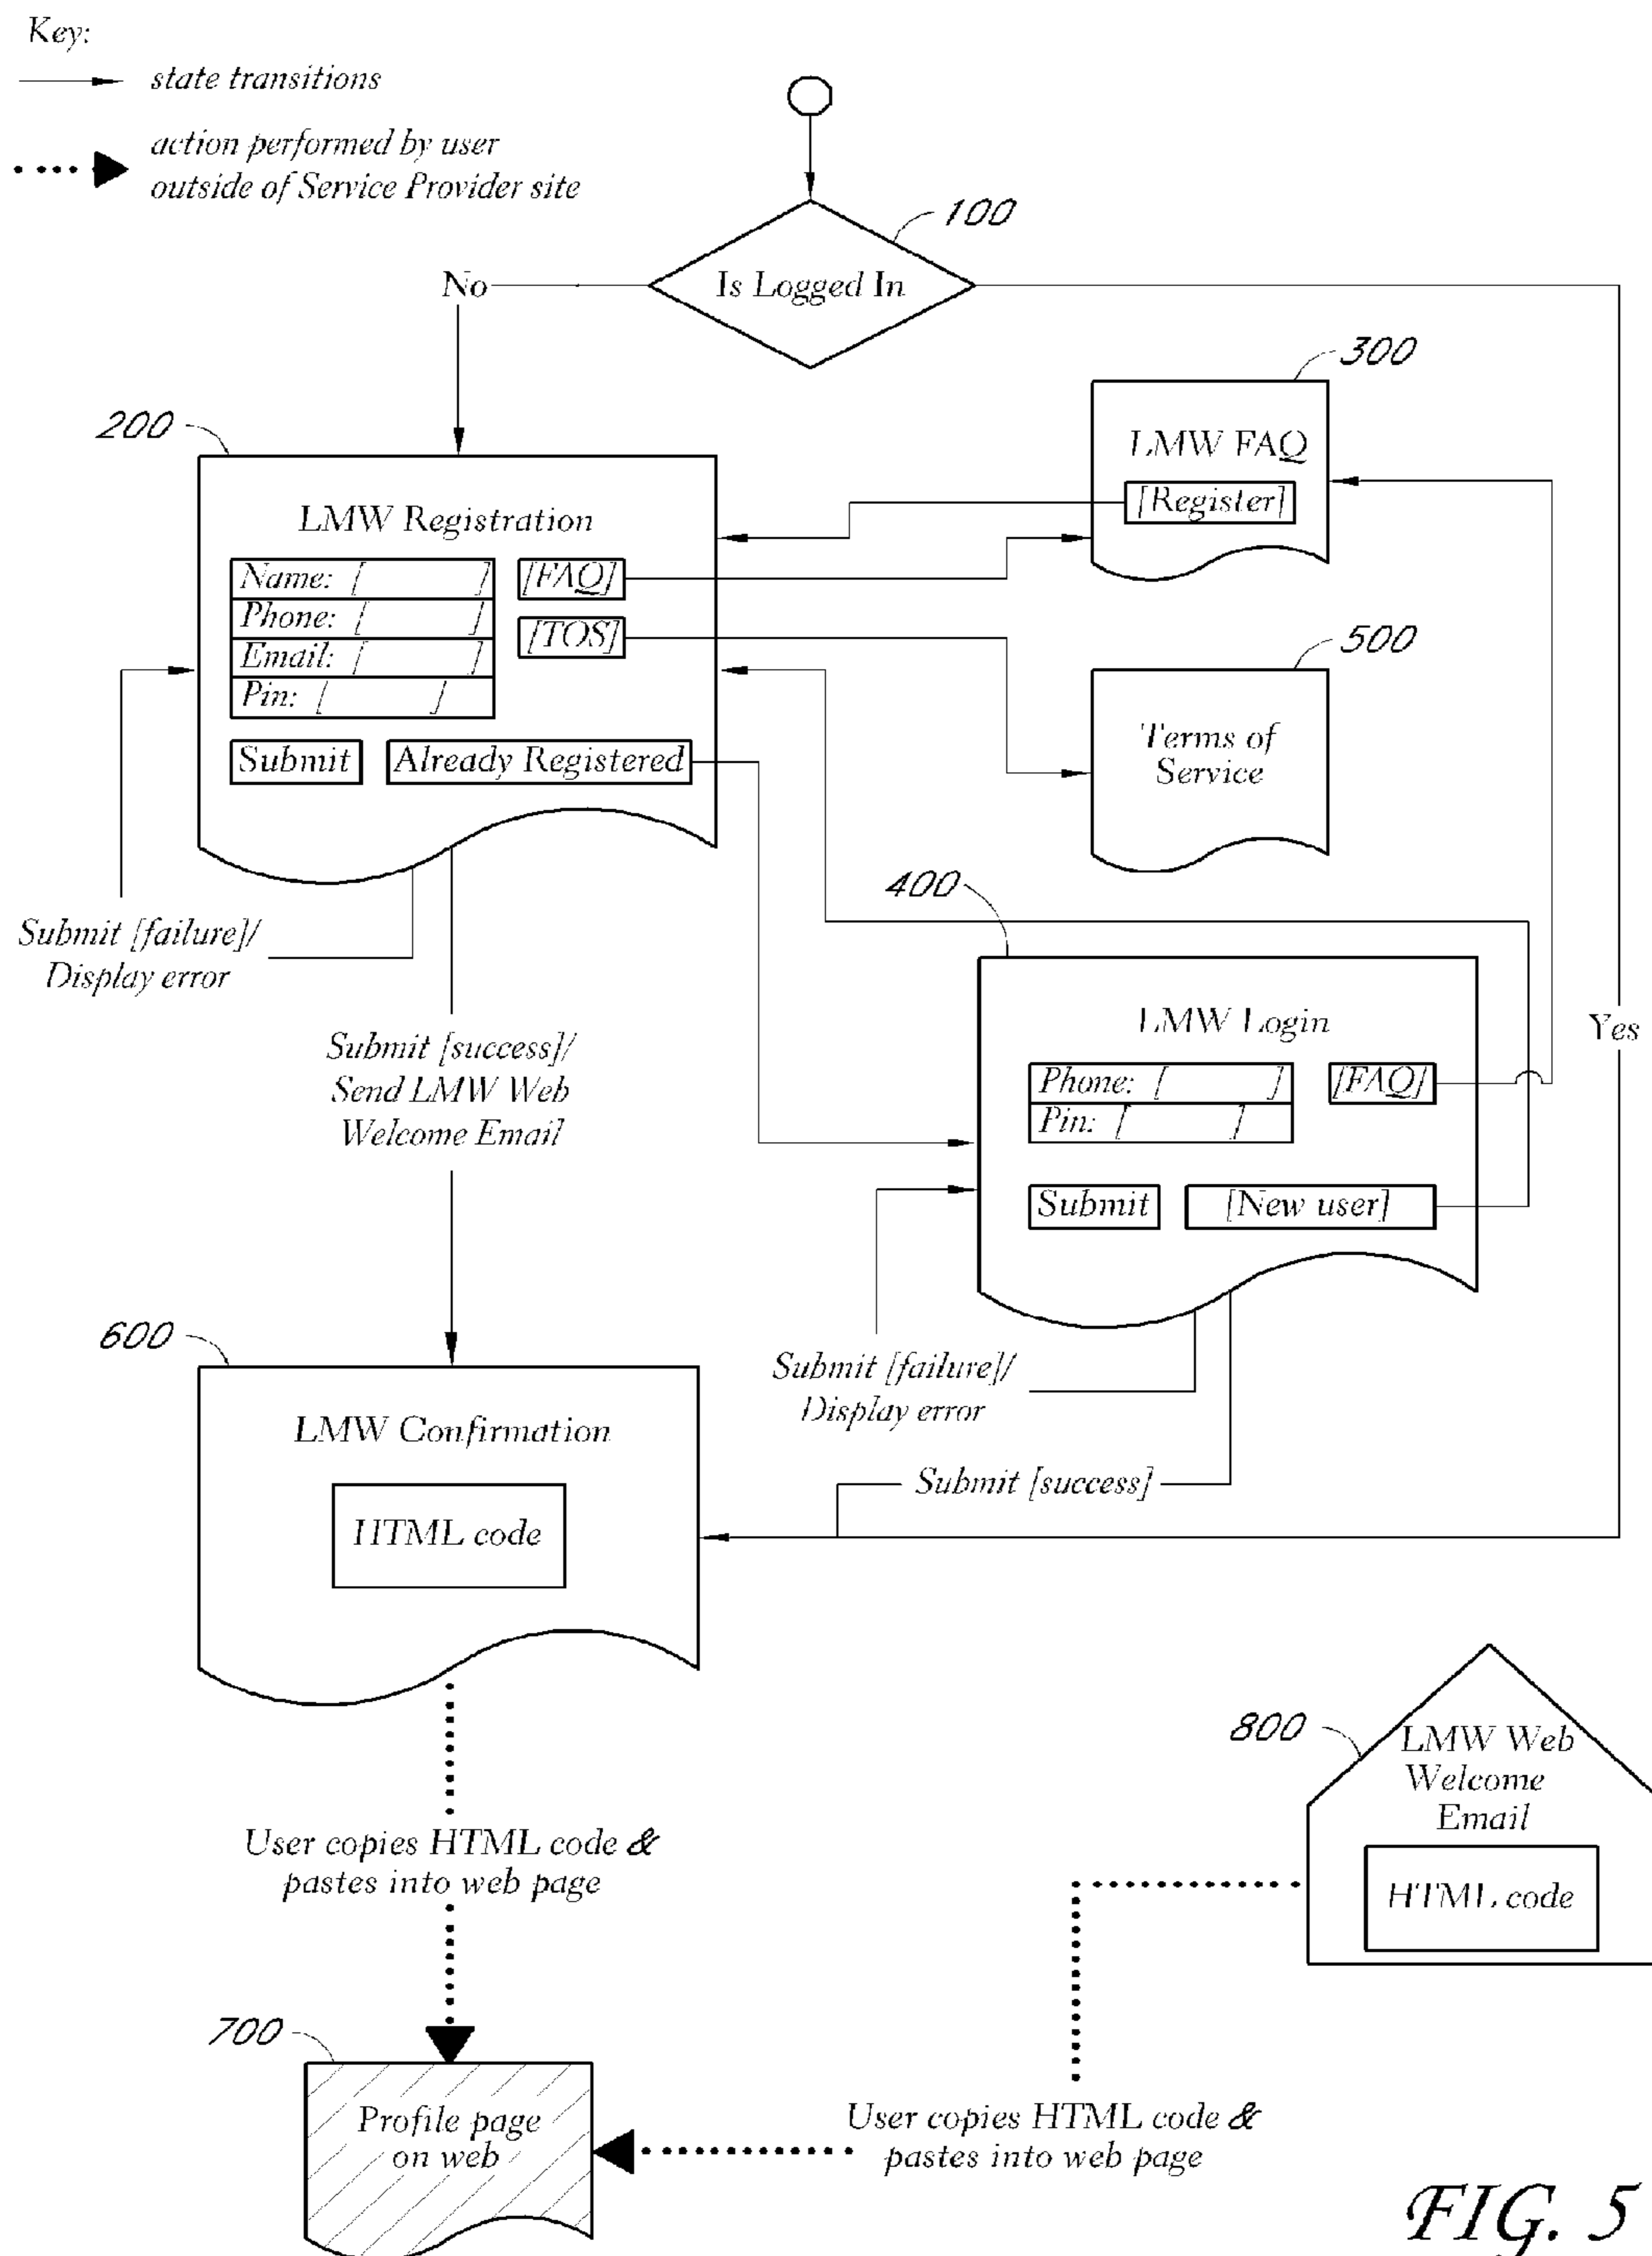 Key:
state transitions
action performed by user
outside of Service Provider site
100
Is Logged In
No
300
LMW FAQ
[Register]
200
LMW Registration
Name: [ ]
Phone: [ ]
Email: [ ]
Pin: [ ]
[FAQ]
[TOS]
Submit
Already Registered
500
Terms of
Service
Submit [failure]/
Display error
400
LMW Login
Phone: [ ]
Pin: [ ]
[FAQ]
Submit
[New user]
Yes
Submit [success]/
Send LMW Web
Welcome Email
Submit [failure]/
Display error
Submit [success]
600
LMW Confirmation
HTML code
User copies HTML code &
pastes into web page
800
LMW Web
Welcome
Email
HTML code
700
Profile page
on web
User copies HTML code &
pastes into web page
FIG. 5